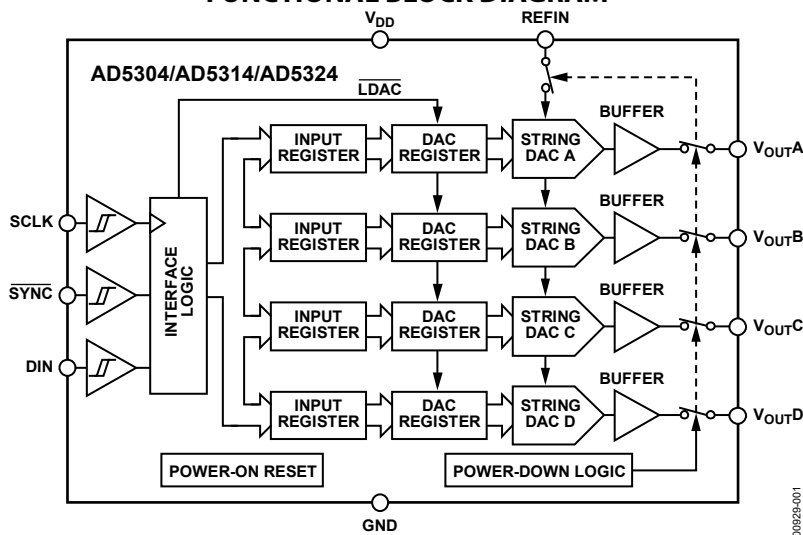 FUNCTIONAL BLOCK DIAGRAM
VDD
REFIN
AD5304/AD5314/AD5324
LDAC
INPUT
REGISTER
DAC
REGISTER
STRING
DAC A
BUFFER
VOUTA
INPUT
REGISTER
DAC
REGISTER
STRING
DAC B
BUFFER
VOUTB
SCLK
SYNC
DIN
INTERFACE
LOGIC
INPUT
REGISTER
DAC
REGISTER
STRING
DAC C
BUFFER
VOUTC
INPUT
REGISTER
DAC
REGISTER
STRING
DAC D
BUFFER
VOUTD
POWER-ON RESET
POWER-DOWN LOGIC
GND
00929-001